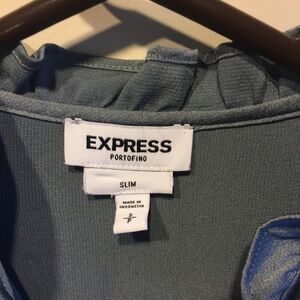 EXPRESS
PORTOFINO
SLIM
MADE IN
INDONESIA